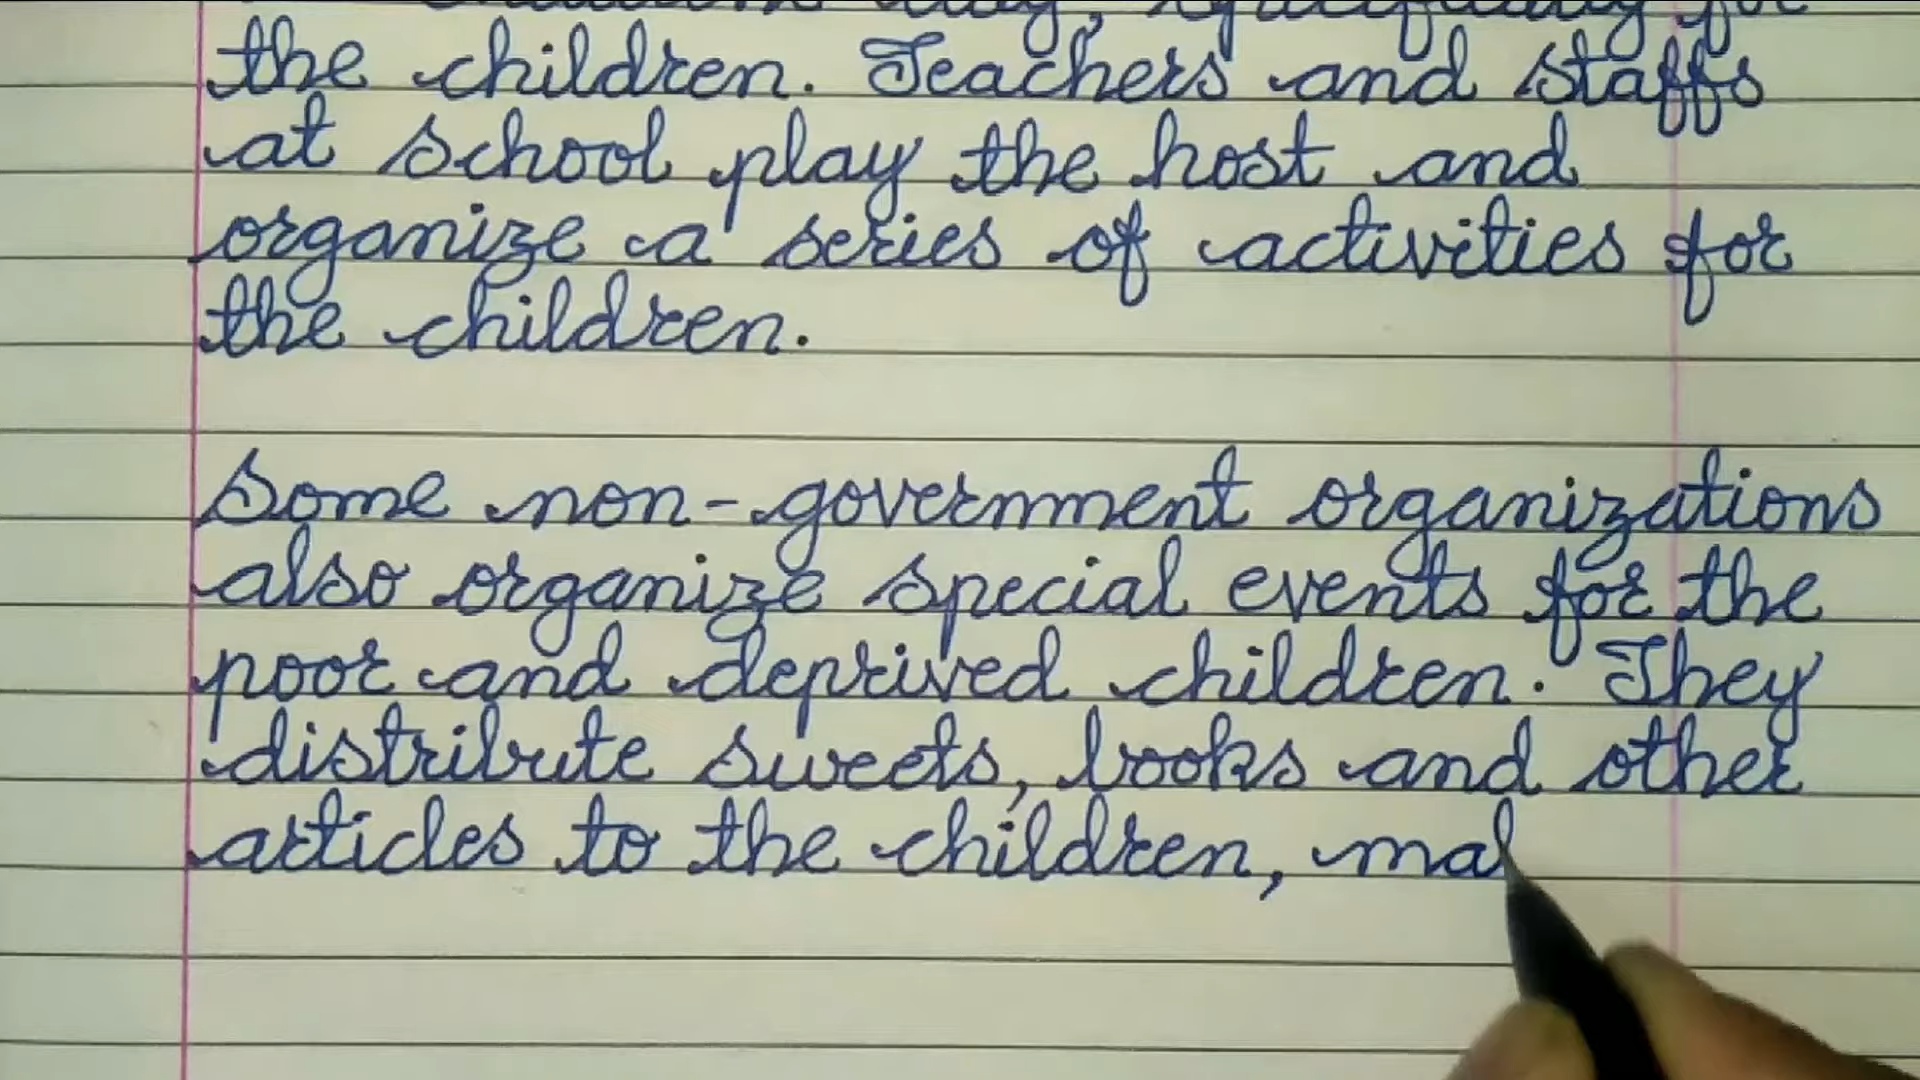 the children. Teachers and staffs
at school play the host and
organize a series of activities for
the children.
Some non-government organizations
also organize special events for the
poor and deprived children. They
distribute sweets, books and other
articles to the children,